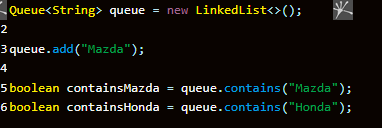 Queue<String> queue = new LinkedList<>();
2
3queue.add("Mazda");
4
5boolean containsMazda = queue.contains("Mazda");
6boolean containsHonda = queue.contains("Honda");